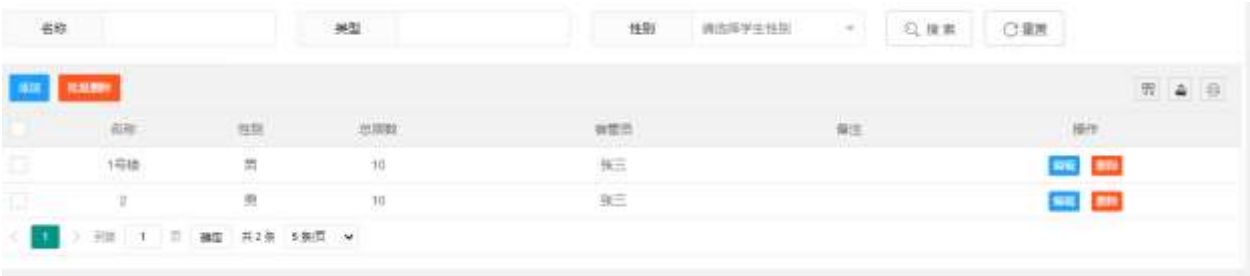 名称 类型 性别 请选择学生性别 搜索 重置
添加 批量删除
名称 性别 总层数 宿管员 备注 操作
1号楼 男 10 张三 编辑 删除
2 男 10 张三 编辑 删除
1 到第 1 页 确定 共2条 5条/页